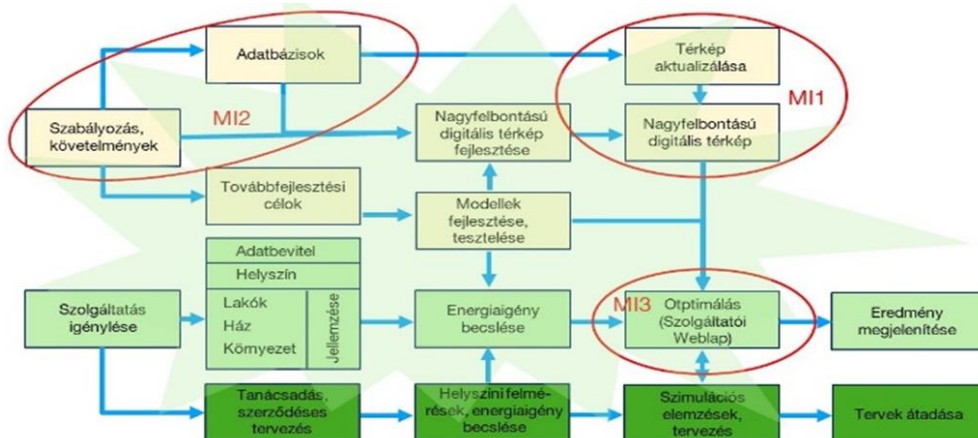 Adatbázisok
Térkép
aktualizálása
MI1
MI2
Szabályozás,
követelmények
Nagyfelbontású
digitális térkép
fejlesztése
Nagyfelbontású
digitális térkép
Továbbfejlesztési
célok
Modellek
fejlesztése,
tesztelése
Adatbevitel
Helyszín
Lakók
Ház
Környezet
Jellemzése
Szolgáltatás
igénylése
Energiaigény
becslése
MI3
Otptimálás
(Szolgáltatói
Weblap)
Eredmény
megjelenítése
Tanácsadás,
szerződéses
tervezés
Helyszíni felmé-
rések, energiaigény
becslése
Szimulációs
elemzések,
tervezés
Tervek átadása